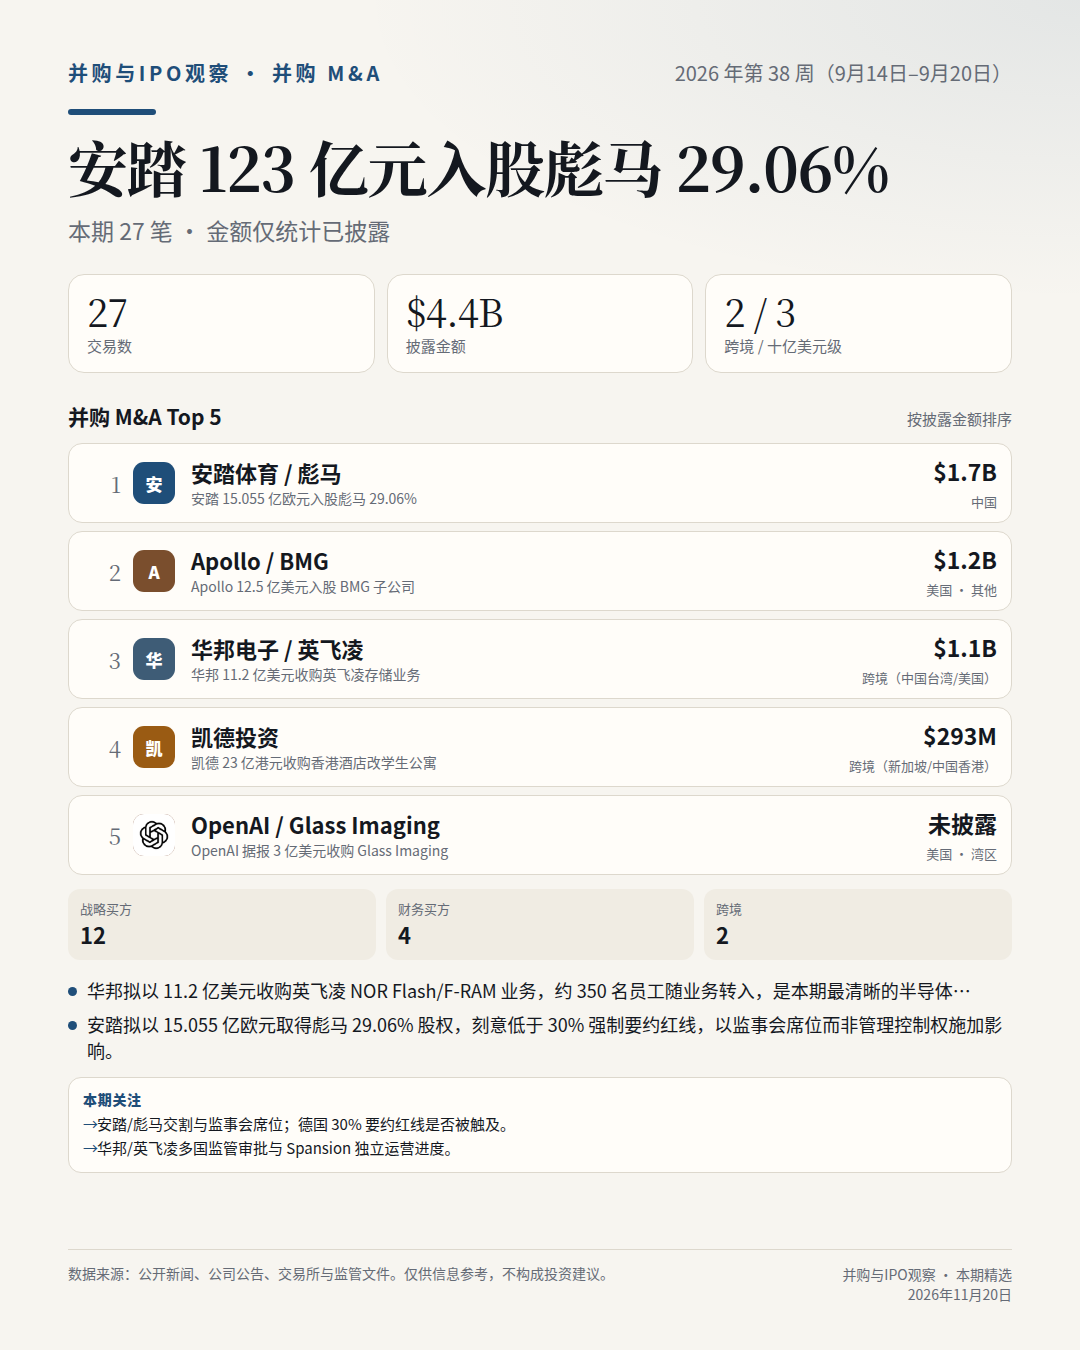 并购与IPO观察 · 并购 M&A
2026 年第 38 周（9月14日–9月20日）
安踏 123 亿元入股彪马 29.06%
本期 27 笔 · 金额仅统计已披露
27
交易数
$4.4B
披露金额
2 / 3
跨境 / 十亿美元级
并购 M&A Top 5
按披露金额排序
1
安
安踏体育 / 彪马
安踏 15.055 亿欧元入股彪马 29.06%
$1.7B
中国
2
A
Apollo / BMG
Apollo 12.5 亿美元入股 BMG 子公司
$1.2B
美国 · 其他
3
华
华邦电子 / 英飞凌
华邦 11.2 亿美元收购英飞凌存储业务
$1.1B
跨境（中国台湾/美国）
4
凯
凯德投资
凯德 23 亿港元收购香港酒店改学生公寓
$293M
跨境（新加坡/中国香港）
5
OpenAI / Glass Imaging
OpenAI 据报 3 亿美元收购 Glass Imaging
未披露
美国 · 湾区
战略买方
12
财务买方
4
跨境
2
华邦拟以 11.2 亿美元收购英飞凌 NOR Flash/F-RAM 业务，约 350 名员工随业务转入，是本期最清晰的半导体…
安踏拟以 15.055 亿欧元取得彪马 29.06% 股权，刻意低于 30% 强制要约红线，以监事会席位而非管理控制权施加影
响。
本期关注
→安踏/彪马交割与监事会席位；德国 30% 要约红线是否被触及。
→华邦/英飞凌多国监管审批与 Spansion 独立运营进度。
数据来源：公开新闻、公司公告、交易所与监管文件。仅供信息参考，不构成投资建议。
并购与IPO观察 · 本期精选
2026年11月20日